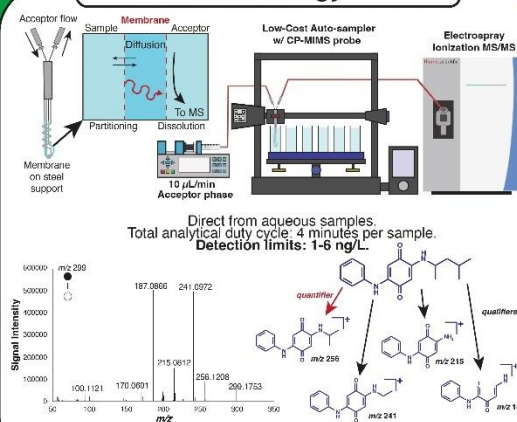 Acceptor flow
Membrane
Sample
Acceptor
Diffusion
To MS
Partitioning
Dissolution
Membrane
on steel
support
10 µL/min
Acceptor phase
Low-Cost Auto-sampler
w/ CP-MIMS probe
Electrospray
Ionization MS/MS
Direct from aqueous samples.
Total analytical duty cycle: 4 minutes per sample.
Detection limits: 1-6 ng/L.
600000
500000
400000
300000
200000
100000
0
Signal Intensity
m/z 299
187.0866
241.0972
215.0812
256.1208
299.1753
100.1121
170.0601
50
100
150
200
250
300
350
m/z
quantifier
qualifiers
m/z 256
m/z 215
m/z 241